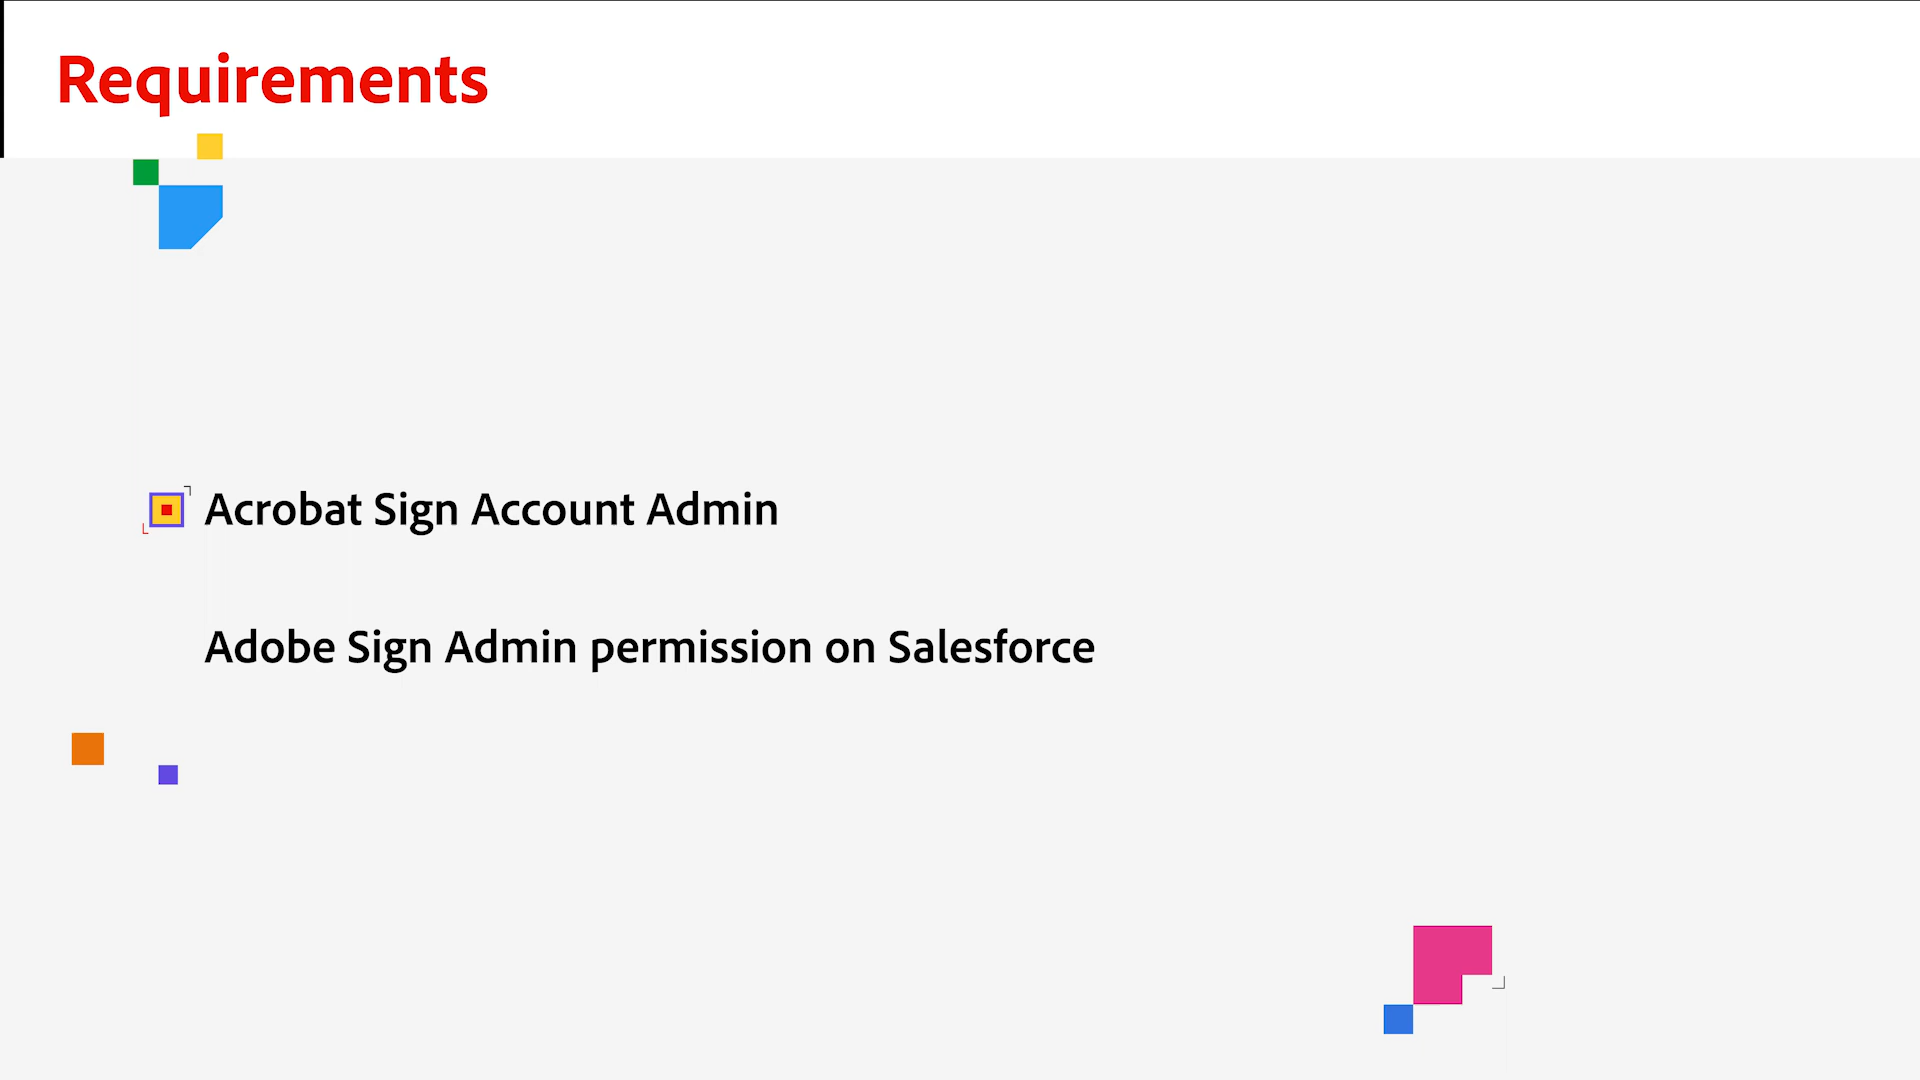 Requirements
Acrobat Sign Account Admin
Adobe Sign Admin permission on Salesforce